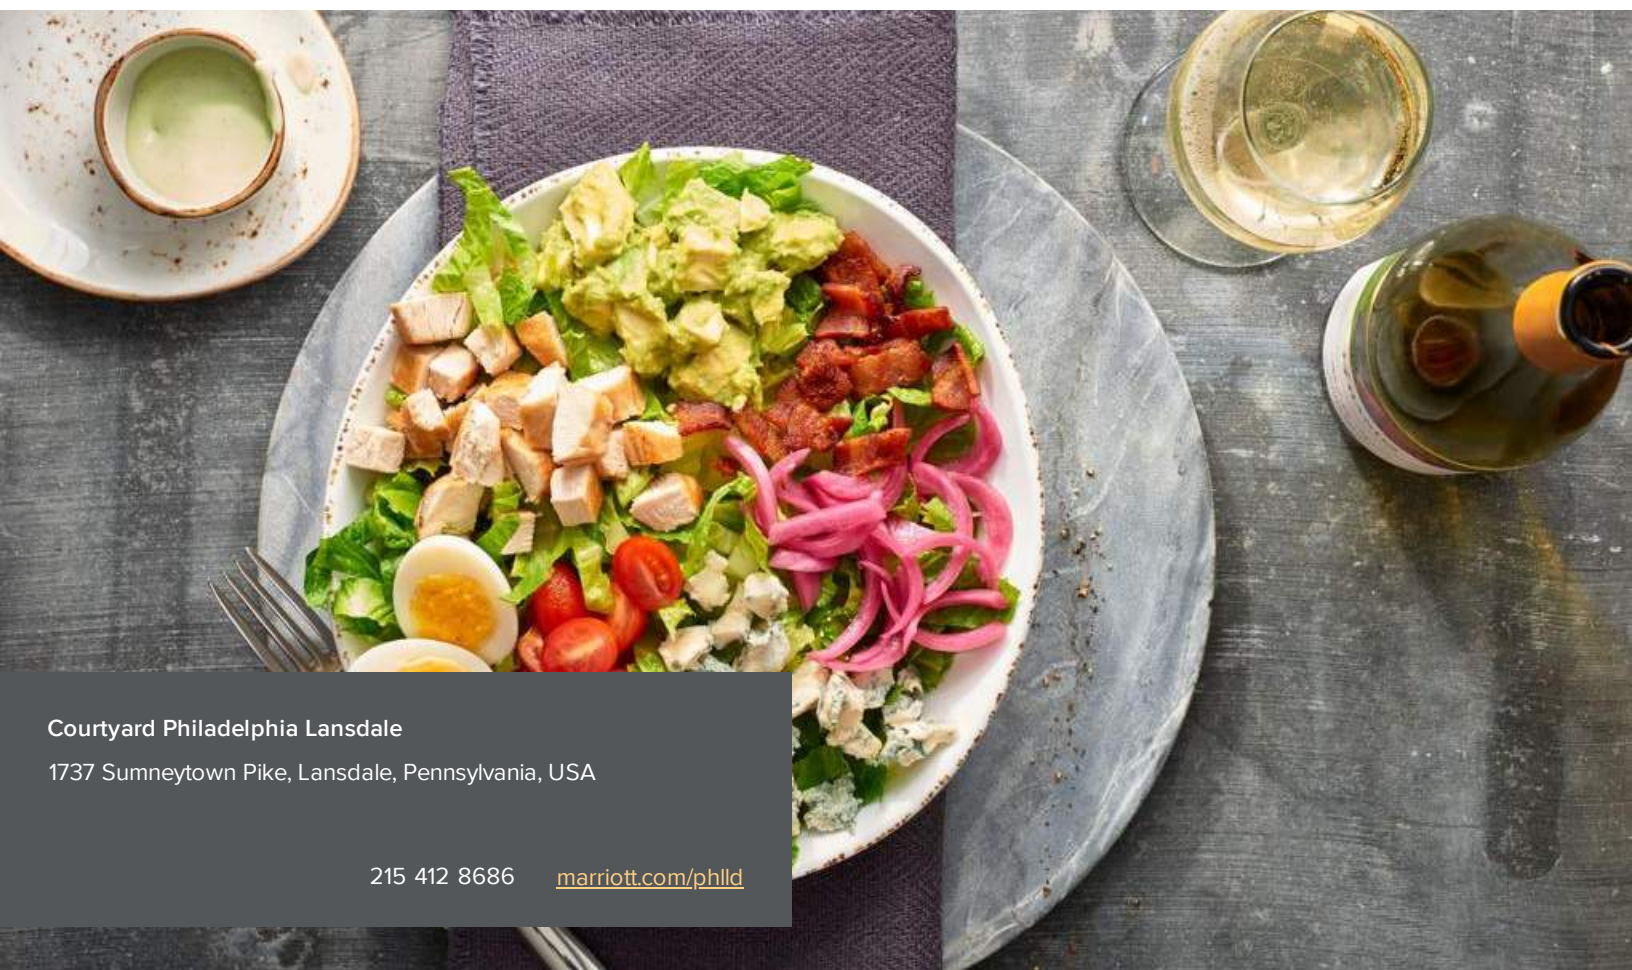 Courtyard Philadelphia Lansdale
1737 Sumneytown Pike, Lansdale, Pennsylvania, USA
215 412 8686 marriott.com/phlld